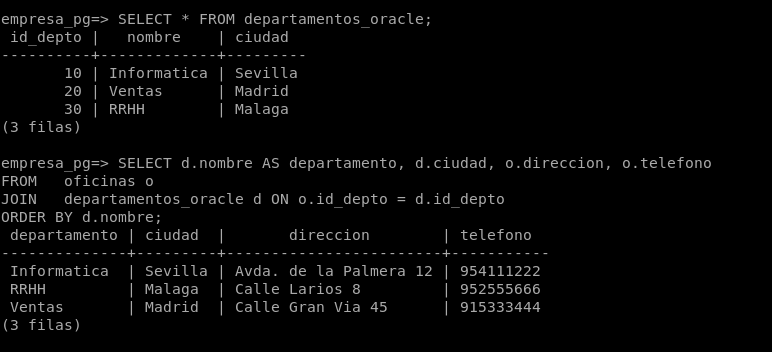 empresa_pg=> SELECT * FROM departamentos_oracle;
 id_depto |   nombre    | ciudad
----------+-------------+---------
       10 | Informatica | Sevilla
       20 | Ventas      | Madrid
       30 | RRHH        | Malaga
(3 filas)

empresa_pg=> SELECT d.nombre AS departamento, d.ciudad, o.direccion, o.telefono
FROM   oficinas o
JOIN   departamentos_oracle d ON o.id_depto = d.id_depto
ORDER BY d.nombre;
 departamento | ciudad  |       direccion        | telefono
--------------+---------+------------------------+-----------
 Informatica  | Sevilla | Avda. de la Palmera 12 | 954111222
 RRHH         | Malaga  | Calle Larios 8         | 952555666
 Ventas       | Madrid  | Calle Gran Via 45      | 915333444
(3 filas)